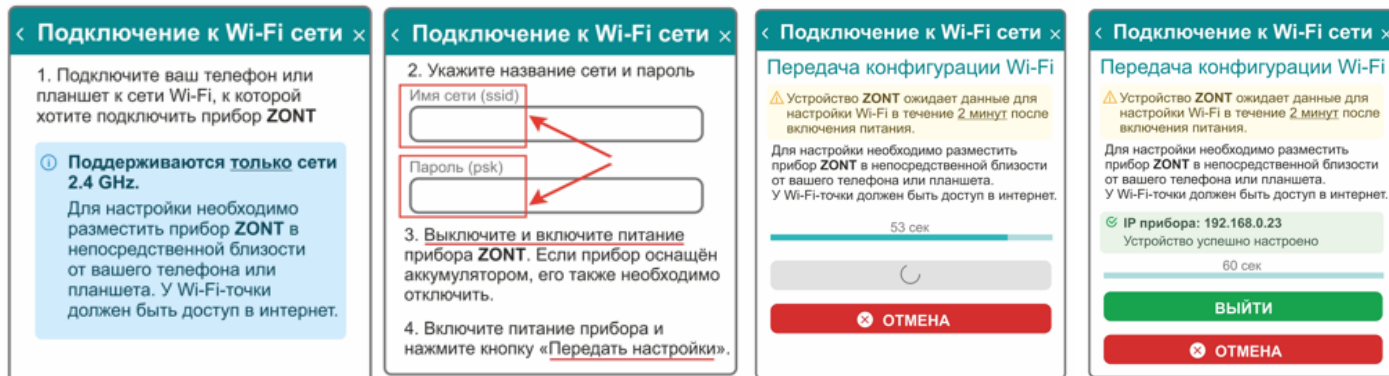 Подключение к Wi-Fi сети
1. Подключите ваш телефон или
планшет к сети Wi-Fi, к которой
хотите подключить прибор ZONT
Поддерживаются только сети
2.4 GHz.
Для настройки необходимо
разместить прибор ZONT в
непосредственной близости
от вашего телефона или
планшета. У Wi-Fi-точки
должен быть доступ в интернет.
Подключение к Wi-Fi сети
2. Укажите название сети и пароль
Имя сети (ssid)
Пароль (psk)
3. Выключите и включите питание
прибора ZONT. Если прибор оснащён
аккумулятором, его также необходимо
отключить.
4. Включите питание прибора и
нажмите кнопку «Передать настройки».
Подключение к Wi-Fi сети
Передача конфигурации Wi-Fi
Устройство ZONT ожидает данные для
настройки Wi-Fi в течение 2 минут после
включения питания.
Для настройки необходимо разместить
прибор ZONT в непосредственной близости
от вашего телефона или планшета.
У Wi-Fi-точки должен быть доступ в интернет.
53 сек
ОТМЕНА
Подключение к Wi-Fi сети
Передача конфигурации Wi-Fi
Устройство ZONT ожидает данные для
настройки Wi-Fi в течение 2 минут после
включения питания.
Для настройки необходимо разместить
прибор ZONT в непосредственной близости
от вашего телефона или планшета.
У Wi-Fi-точки должен быть доступ в интернет.
IP прибора: 192.168.0.23
Устройство успешно настроено
60 сек
ВЫЙТИ
ОТМЕНА